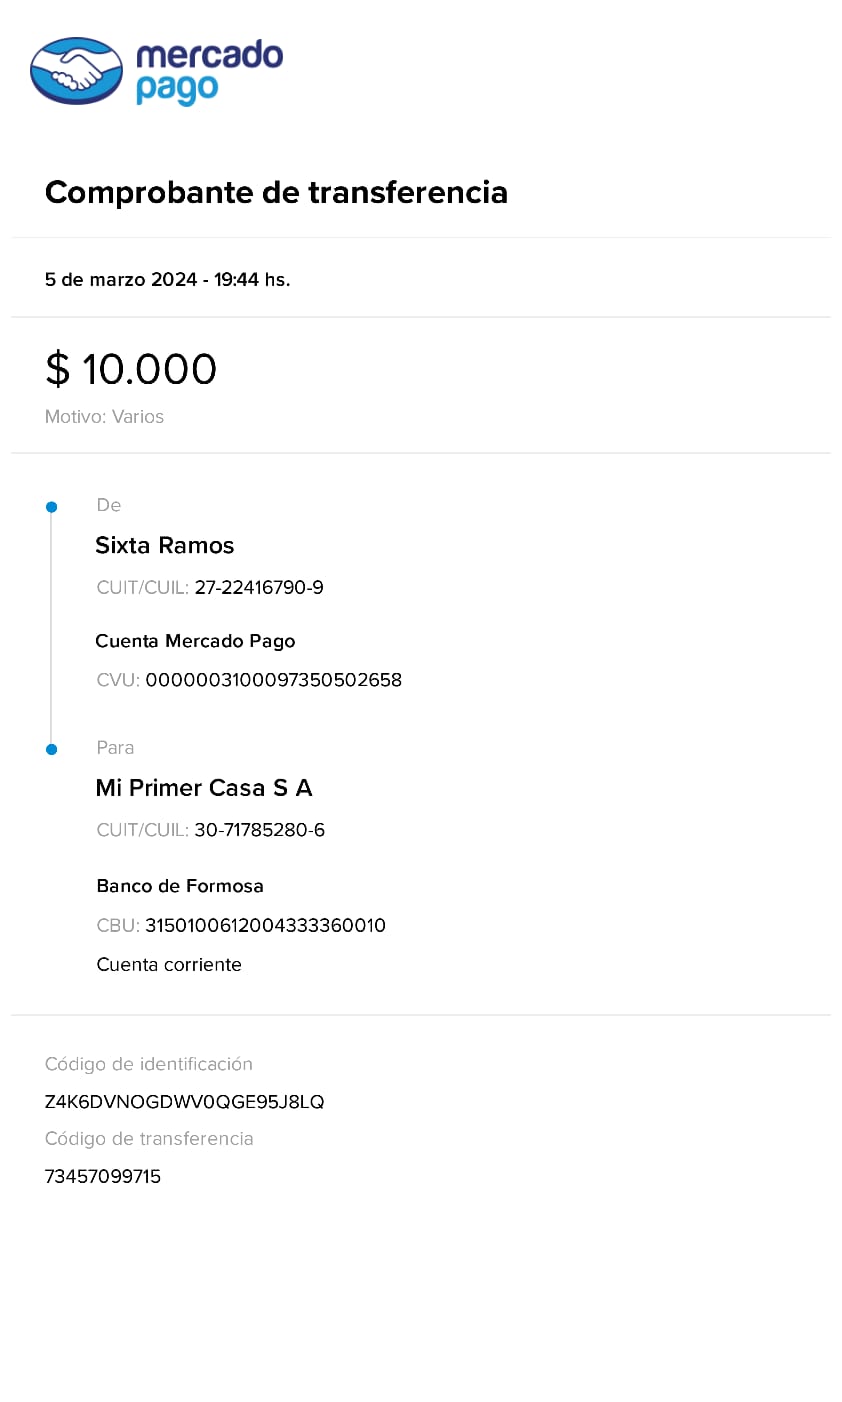 mercado
pago
Comprobante de transferencia
5 de marzo 2024 - 19:44 hs.
$ 10.000
Motivo: Varios
De
Sixta Ramos
CUIT/CUIL: 27-22416790-9
Cuenta Mercado Pago
CVU: 0000003100097350502658
Para
Mi Primer Casa S A
CUIT/CUIL: 30-71785280-6
Banco de Formosa
CBU: 3150100612004333360010
Cuenta corriente
Código de identificación
Z4K6DVNOGDWV0QGE95J8LQ
Código de transferencia
73457099715